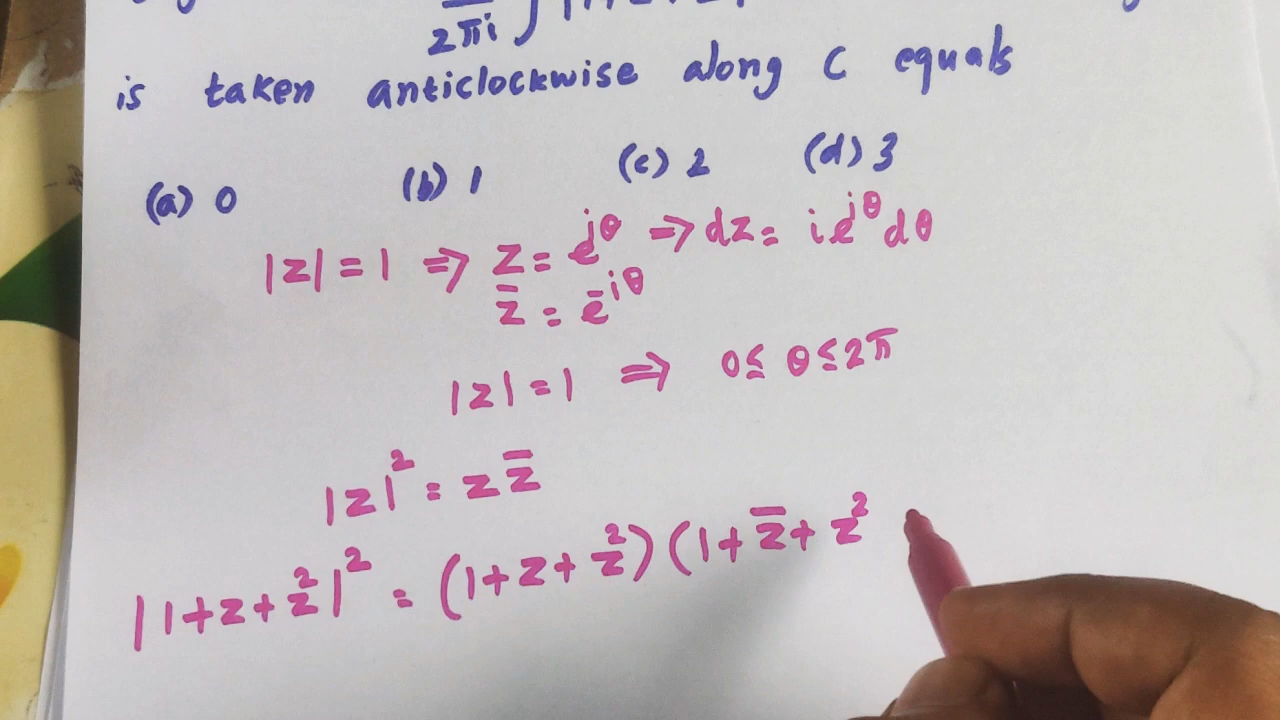 2πi ∫
is taken anticlockwise along C equals
(a) 0 (b) 1 (c) 2 (d) 3
|z| = 1 ⇒ z = e^{iθ} ⇒ dz = ie^{iθ}dθ
z̄ = e^{-iθ}
|z| = 1 ⇒ 0 ≤ θ ≤ 2π
|z|² = z z̄
|1+z+z²|² = (1+z+z²)(1+z̄+z²